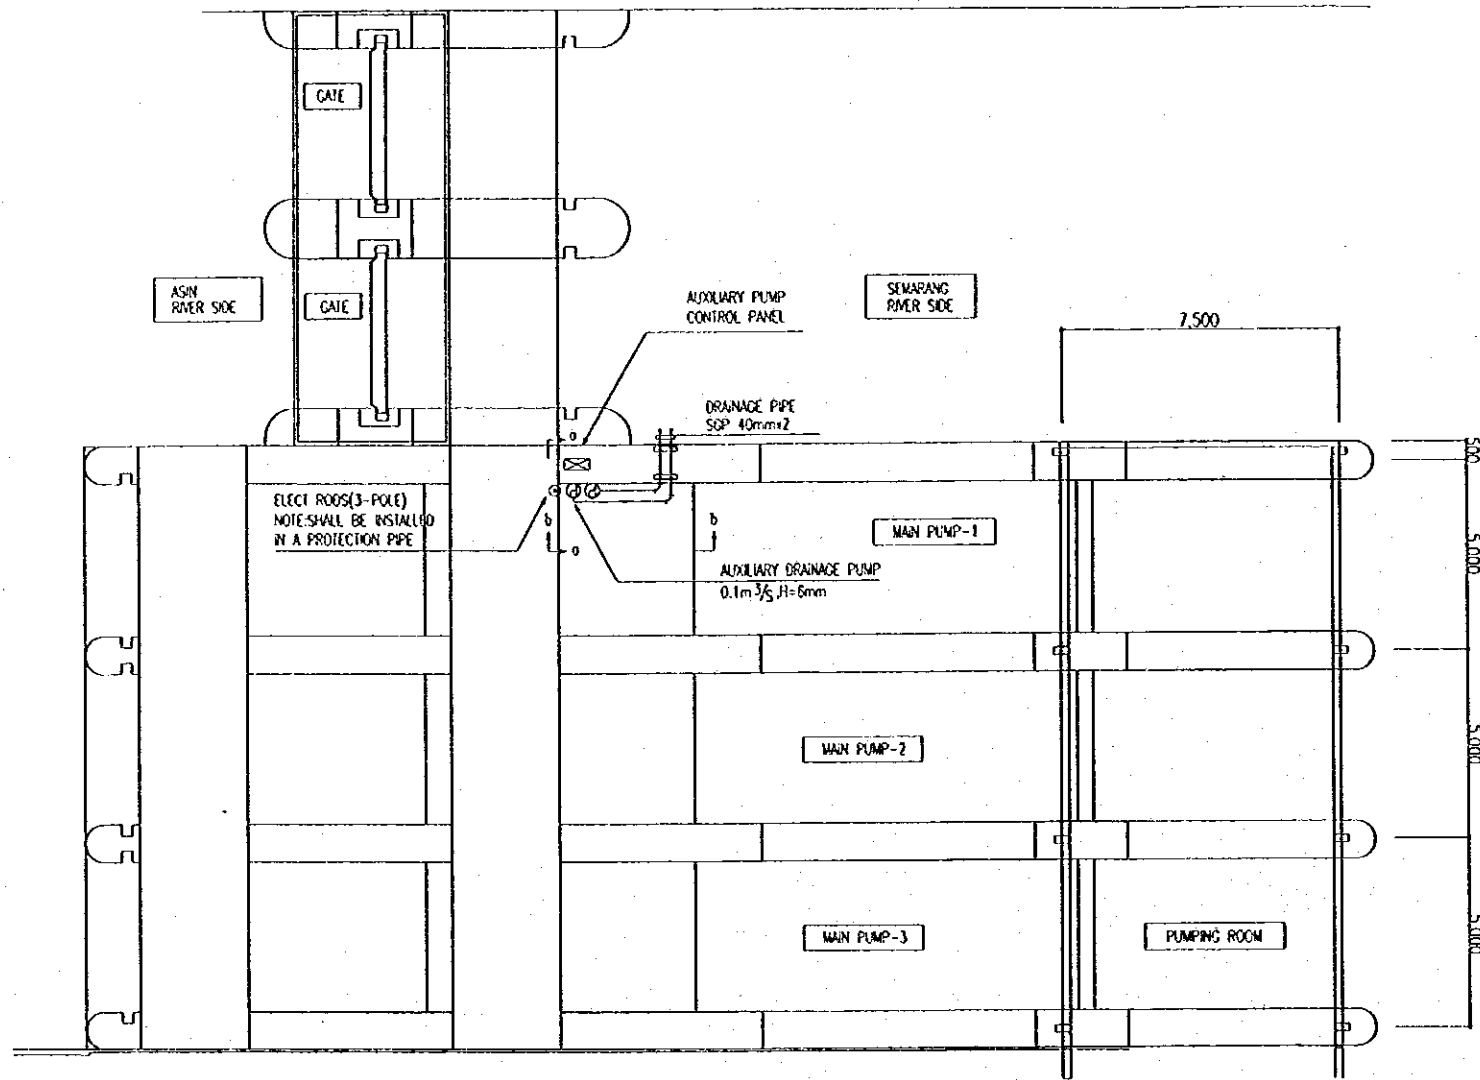 GATE
GATE
ASIN
RIVER SIDE
AUXILIARY PUMP
CONTROL PANEL
SEMARANG
RIVER SIDE
7,500
DRAINAGE PIPE
SGP 40mm×2
a
500
ELECT RODS(3-POLE)
NOTE:SHALL BE INSTALLED
IN A PROTECTION PIPE
b
b
a
MAIN PUMP-1
5,000
AUXILIARY DRAINAGE PUMP
0.1m³/s,H=6mm
MAIN PUMP-2
5,000
MAIN PUMP-3
PUMPING ROOM
5,000